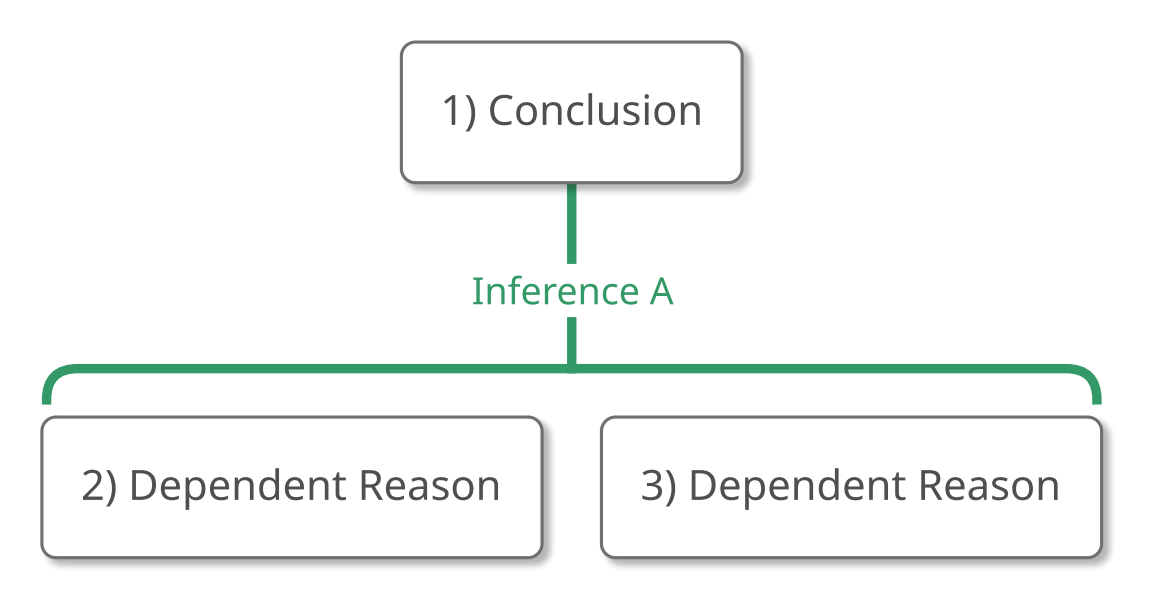 1) Conclusion
Inference A
2) Dependent Reason
3) Dependent Reason